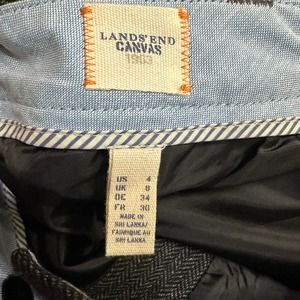 LANDS' END
CANVAS
1963
US 4
UK 8
DE 34
FR 36
MADE IN
SRI LANKA/
FABRIQUÉ AU
SRI LANKA